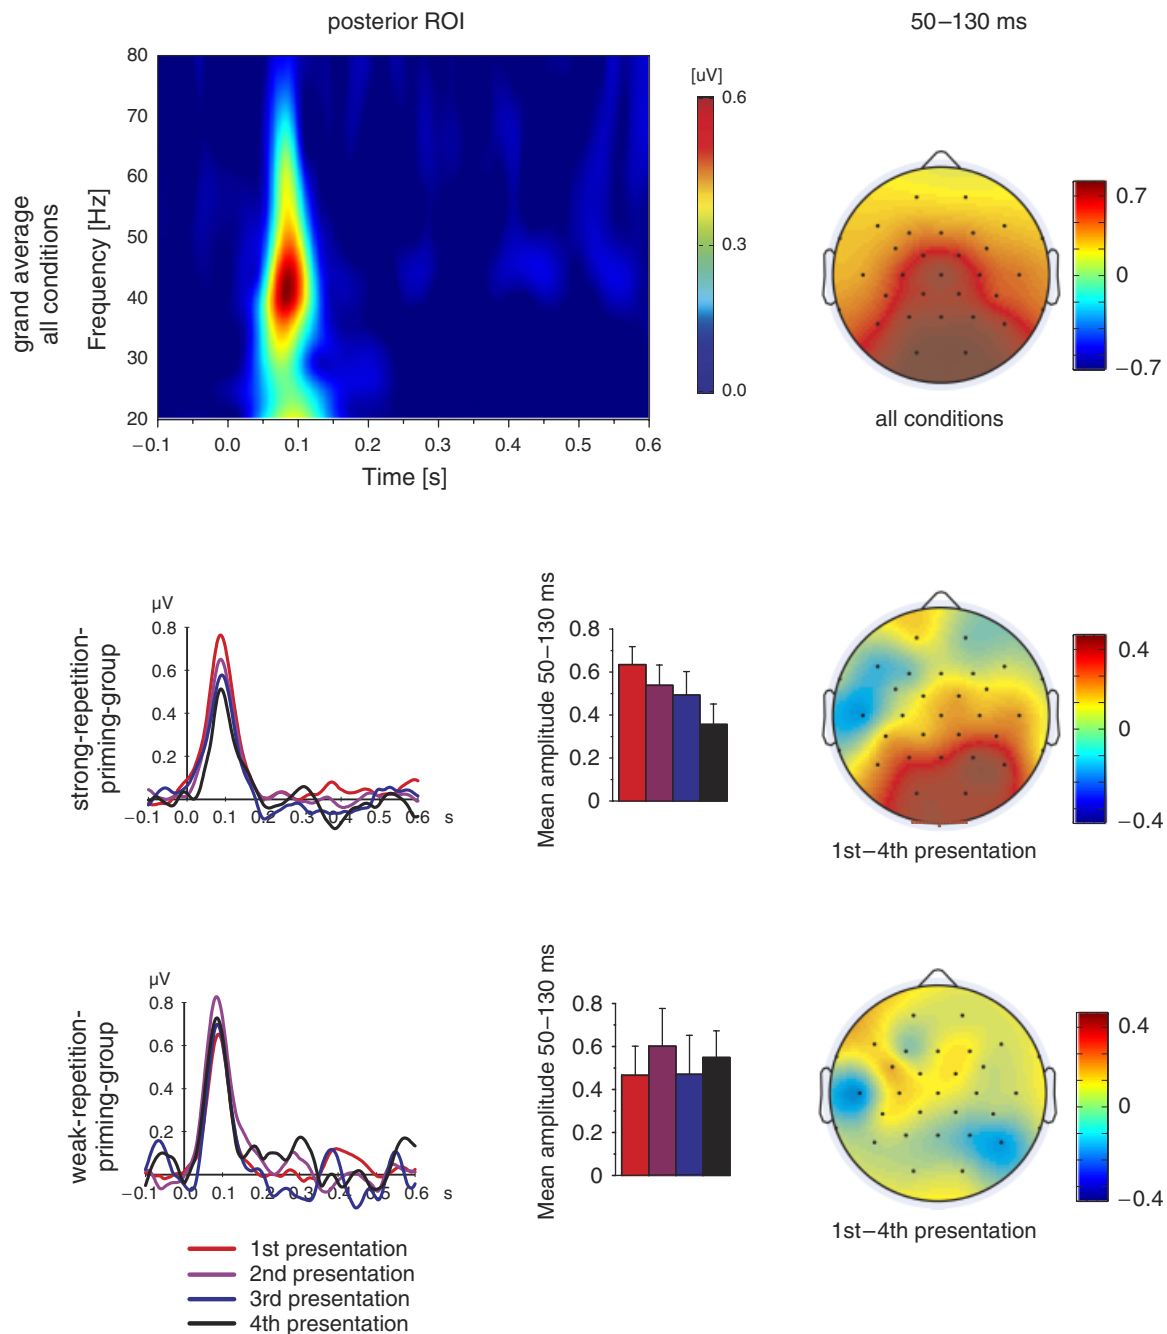 posterior ROI
50–130 ms
grand average
all conditions
Frequency [Hz]
80
70
60
50
40
30
20
−0.1
0.0
0.1
0.2
0.3
0.4
0.5
0.6
Time [s]
[uV]
0.6
0.3
0.0
0.7
0
−0.7
all conditions
strong-repetition-
priming-group
µV
0.8
0.6
0.4
0.2
−0.1
0.0
0.1
0.2
0.3
0.4
0.5
0.6
s
Mean amplitude 50–130 ms
0.8
0.6
0.4
0.2
0
0.4
0
−0.4
1st–4th presentation
weak-repetition-
priming-group
µV
0.8
0.6
0.4
0.2
−0.1
0.0
0.1
0.2
0.3
0.4
0.5
0.6
s
Mean amplitude 50–130 ms
0.8
0.6
0.4
0.2
0
0.4
0
−0.4
1st–4th presentation
1st presentation
2nd presentation
3rd presentation
4th presentation